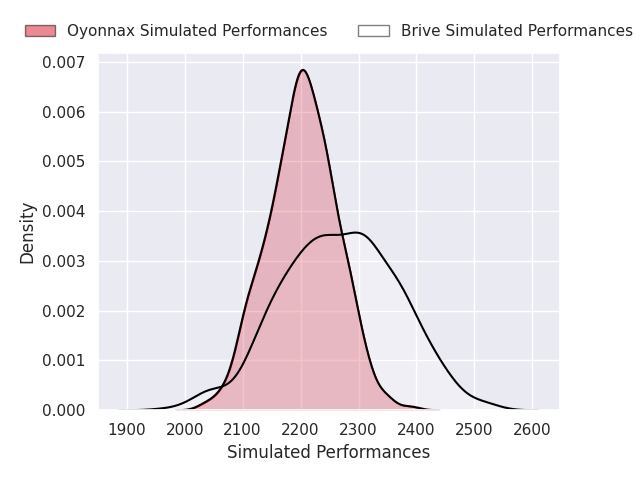 Oyonnax Simulated Performances Brive Simulated Performances
0.007
0.006
0.005
0.004
0.003
0.002
0.001
0.000
Density
1900 2000 2100 2200 2300 2400 2500 2600
Simulated Performances